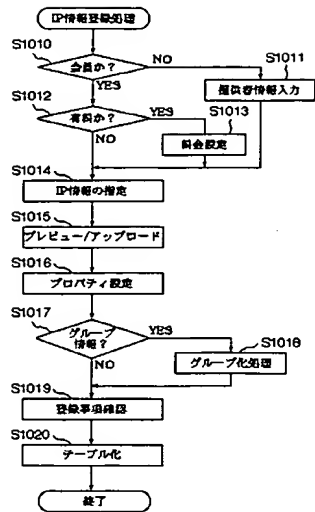 IP情報登録処理
S1010
会員か?
NO
S1011
YES
提供者情報入力
S1012
有料か?
YES
S1013
NO
料金設定
S1014
IP情報の指定
S1015
プレビュー/アップロード
S1016
プロパティ設定
S1017
グループ
情報?
YES
S1018
NO
グループ化処理
S1019
登録事項確認
S1020
テーブル化
終了